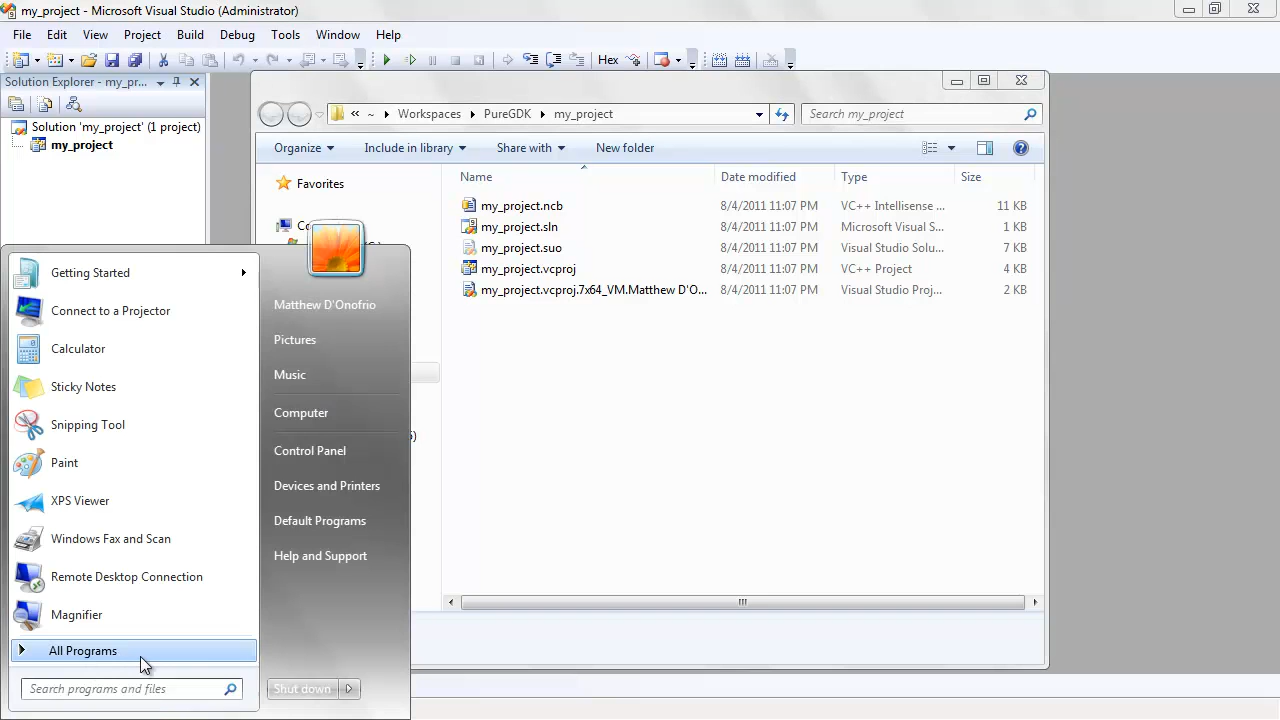 my_project - Microsoft Visual Studio (Administrator)
File Edit View Project Build Debug Tools Window Help
Hex
Solution Explorer - my_pr...
Solution 'my_project' (1 project)
my_project
« ~ Workspaces PureGDK my_project
Search my_project
Organize Include in library Share with New folder
Favorites
Name Date modified Type Size
my_project.ncb 8/4/2011 11:07 PM VC++ Intellisense ... 11 KB
my_project.sln 8/4/2011 11:07 PM Microsoft Visual S... 1 KB
my_project.suo 8/4/2011 11:07 PM Visual Studio Solu... 7 KB
my_project.vcproj 8/4/2011 11:07 PM VC++ Project 4 KB
my_project.vcproj.7x64_VM.Matthew D'O... 8/4/2011 11:07 PM Visual Studio Proj... 2 KB
Getting Started
Connect to a Projector
Calculator
Sticky Notes
Snipping Tool
Paint
XPS Viewer
Windows Fax and Scan
Remote Desktop Connection
Magnifier
All Programs
Search programs and files
Matthew D'Onofrio
Pictures
Music
Computer
Control Panel
Devices and Printers
Default Programs
Help and Support
Shut down